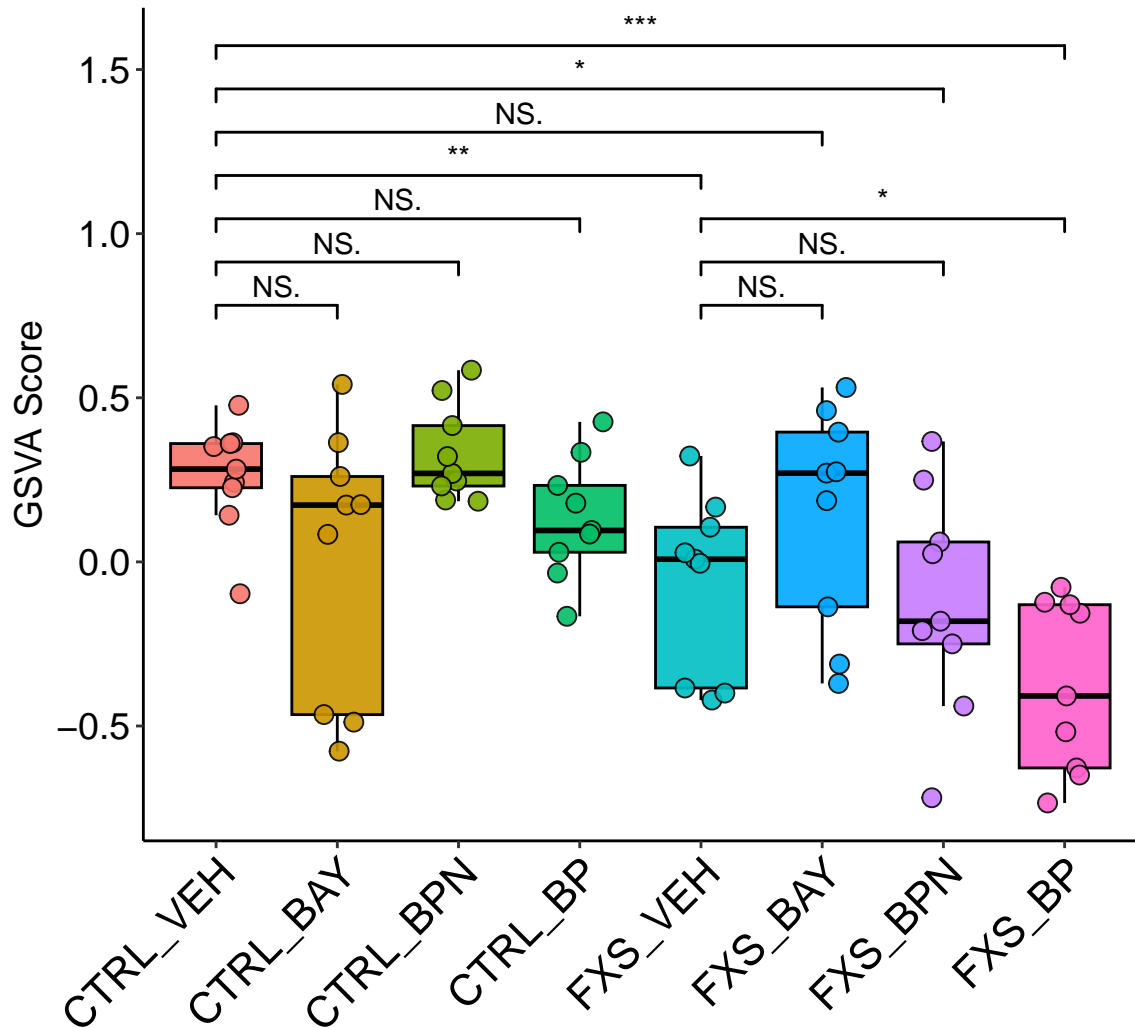 ***
1.5
*
NS.
**
NS.
*
1.0
NS.
NS.
NS.
NS.
0.5
GSVA Score
0.0
−0.5
CTRL_VEH
CTRL_BAY
CTRL_BPN
CTRL_BP
FXS_VEH
FXS_BAY
FXS_BPN
FXS_BP